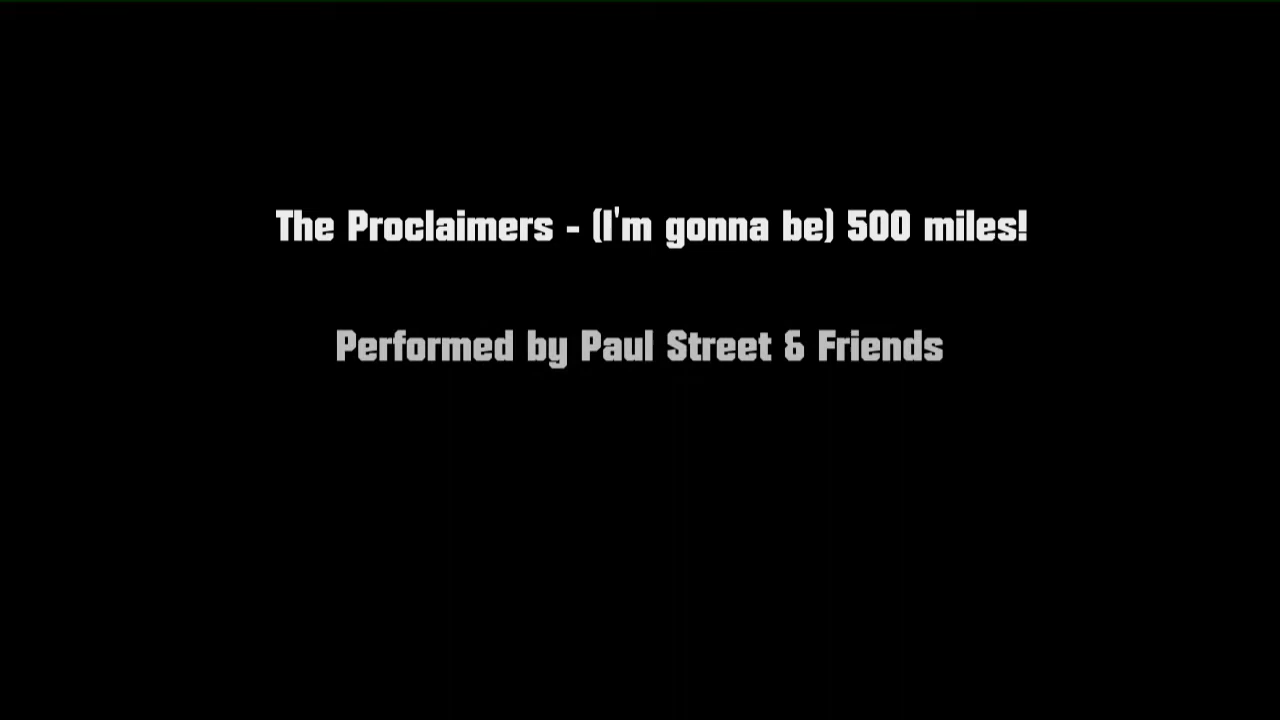 The Proclaimers - (I'm gonna be) 500 miles!
Performed by Paul Street & Friends